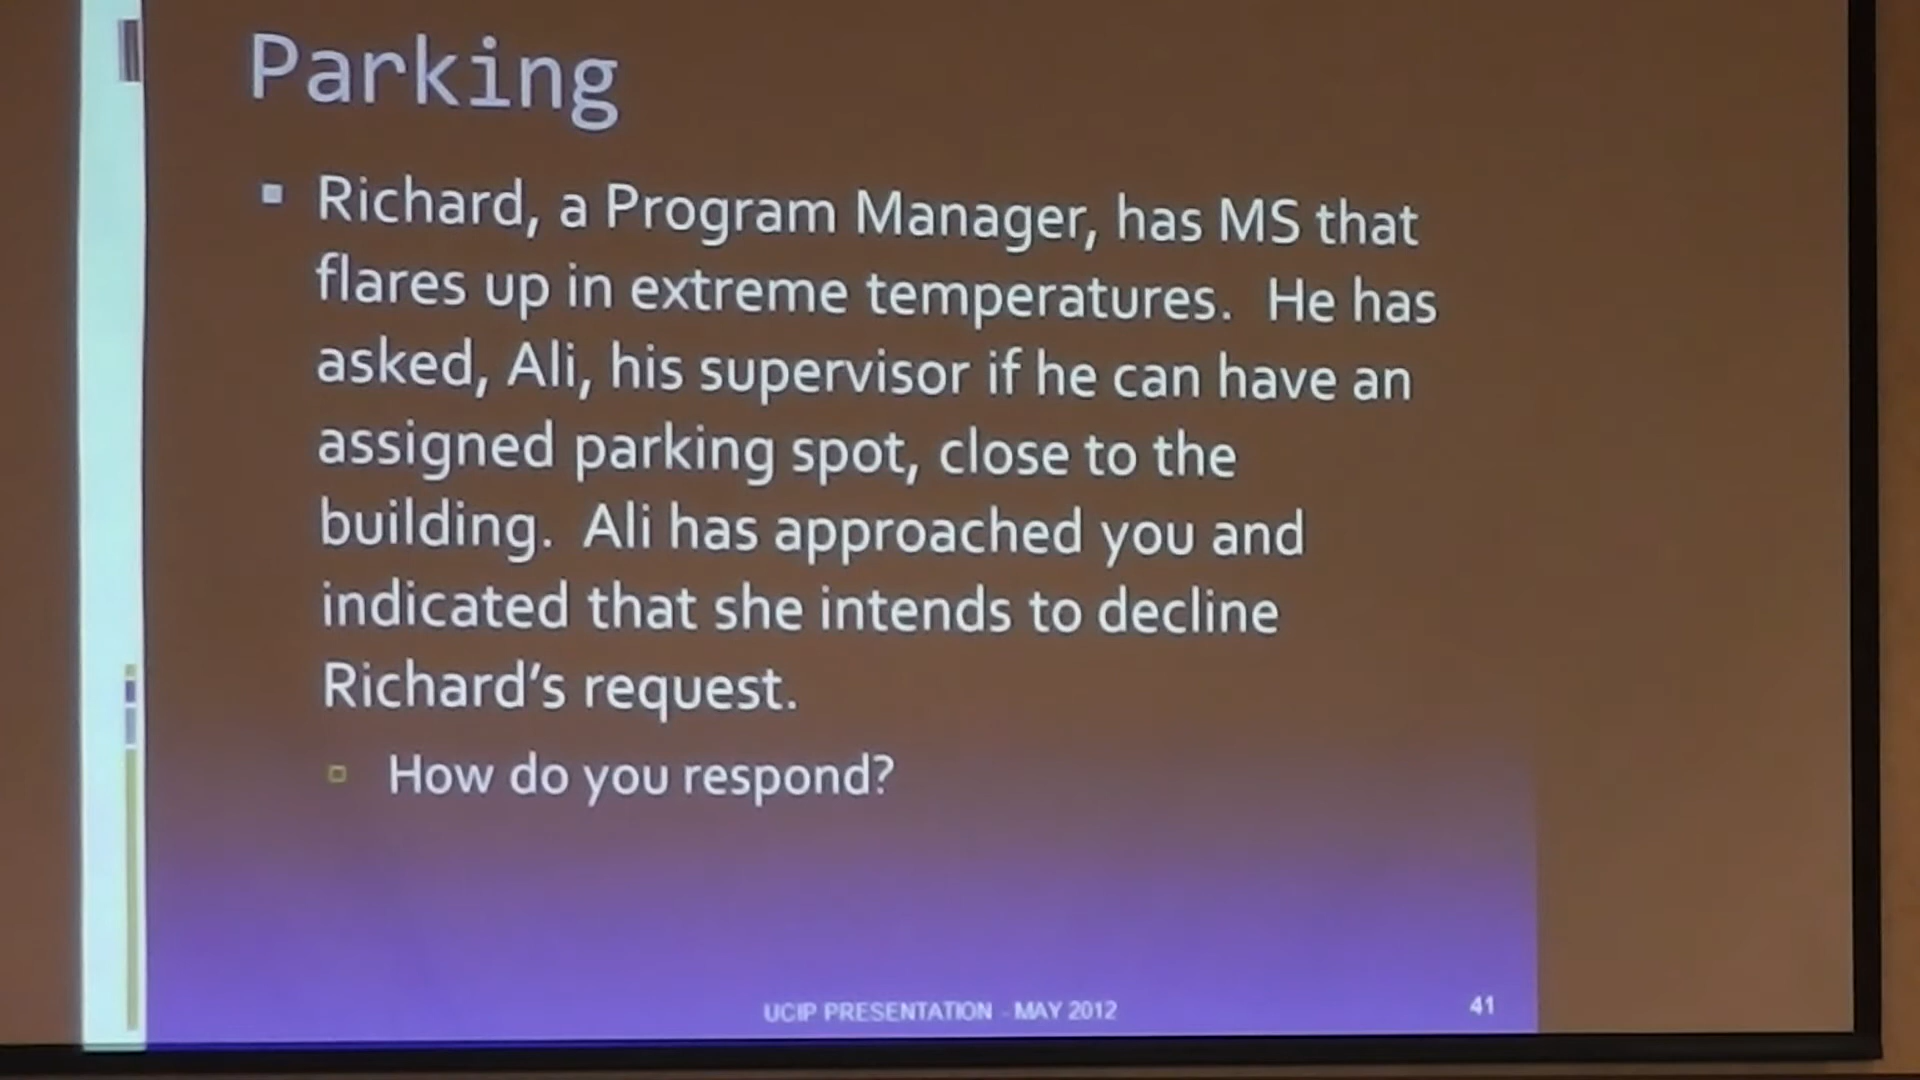 Parking
Richard, a Program Manager, has MS that
flares up in extreme temperatures. He has
asked, Ali, his supervisor if he can have an
assigned parking spot, close to the
building. Ali has approached you and
indicated that she intends to decline
Richard's request.
How do you respond?
UCIP PRESENTATION - MAY 2012
41